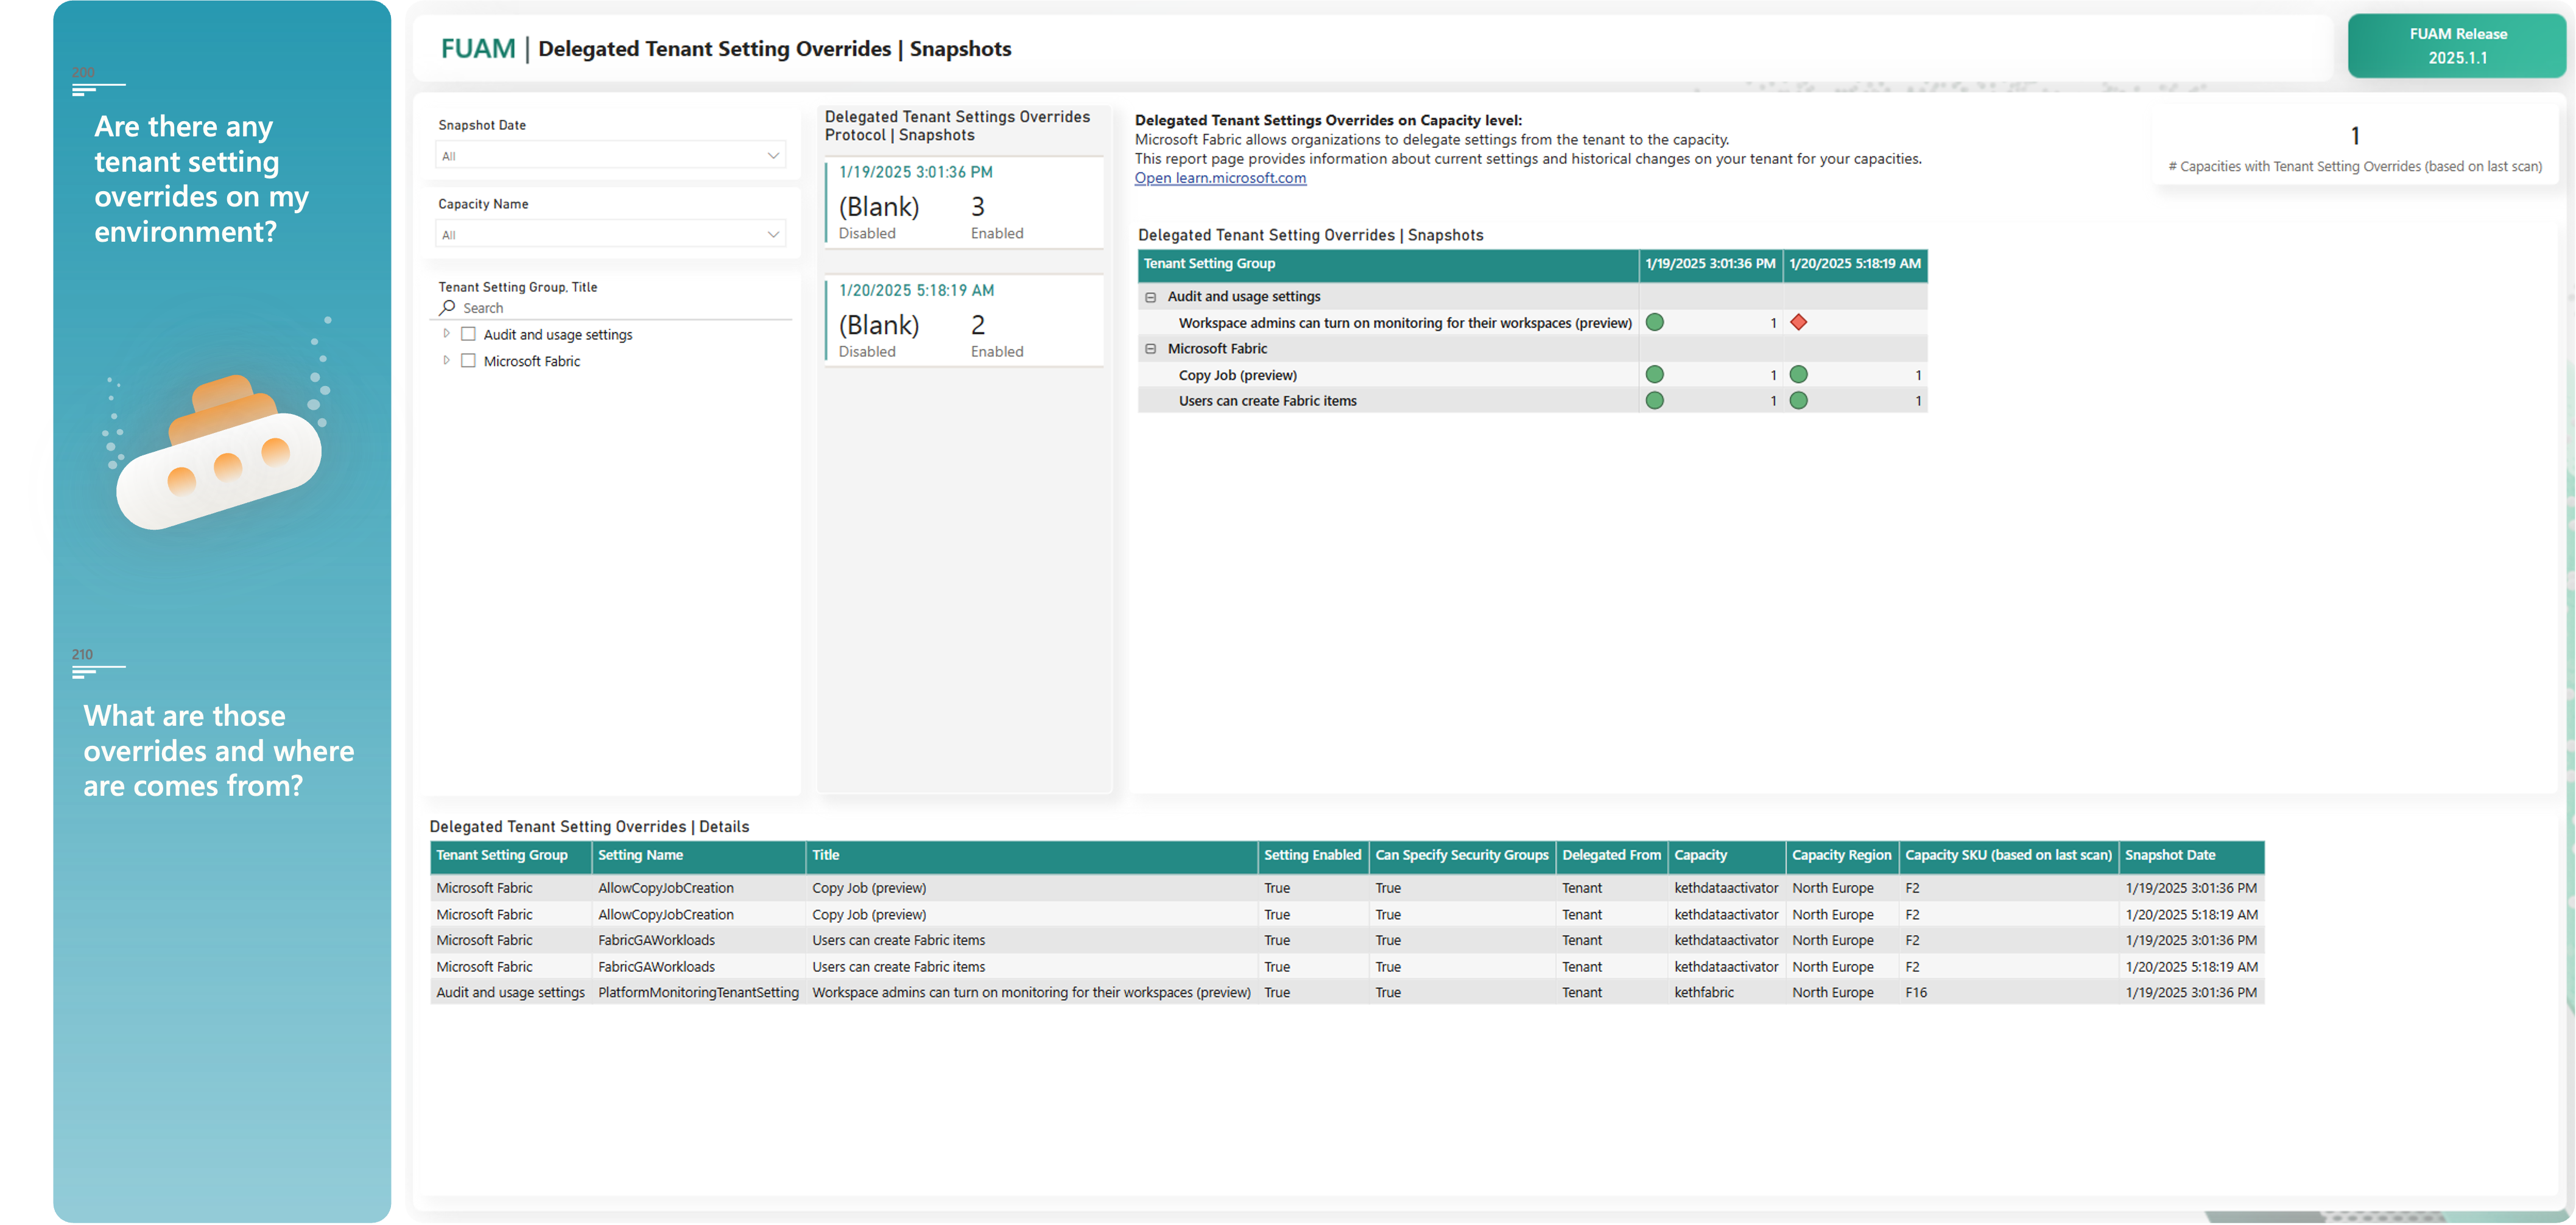 200
Are there any
tenant setting
overrides on my
environment?
210
What are those
overrides and where
are comes from?
FUAM | Delegated Tenant Setting Overrides | Snapshots
FUAM Release
2025.1.1
Snapshot Date
All
Capacity Name
All
Tenant Setting Group, Title
Search
Audit and usage settings
Microsoft Fabric
Delegated Tenant Settings Overrides
Protocol | Snapshots
1/19/2025 3:01:36 PM
(Blank) 3
Disabled Enabled
1/20/2025 5:18:19 AM
(Blank) 2
Disabled Enabled
Delegated Tenant Settings Overrides on Capacity level:
Microsoft Fabric allows organizations to delegate settings from the tenant to the capacity.
This report page provides information about current settings and historical changes on your tenant for your capacities.
Open learn.microsoft.com
1
# Capacities with Tenant Setting Overrides (based on last scan)
Delegated Tenant Setting Overrides | Snapshots
Tenant Setting Group 1/19/2025 3:01:36 PM 1/20/2025 5:18:19 AM
Audit and usage settings
Workspace admins can turn on monitoring for their workspaces (preview) 1
Microsoft Fabric
Copy Job (preview) 1 1
Users can create Fabric items 1 1
Delegated Tenant Setting Overrides | Details
Tenant Setting Group Setting Name Title Setting Enabled Can Specify Security Groups Delegated From Capacity Capacity Region Capacity SKU (based on last scan) Snapshot Date
Microsoft Fabric AllowCopyJobCreation Copy Job (preview) True True Tenant kethdataactivator North Europe F2 1/19/2025 3:01:36 PM
Microsoft Fabric AllowCopyJobCreation Copy Job (preview) True True Tenant kethdataactivator North Europe F2 1/20/2025 5:18:19 AM
Microsoft Fabric FabricGAWorkloads Users can create Fabric items True True Tenant kethdataactivator North Europe F2 1/19/2025 3:01:36 PM
Microsoft Fabric FabricGAWorkloads Users can create Fabric items True True Tenant kethdataactivator North Europe F2 1/20/2025 5:18:19 AM
Audit and usage settings PlatformMonitoringTenantSetting Workspace admins can turn on monitoring for their workspaces (preview) True True Tenant kethfabric North Europe F16 1/19/2025 3:01:36 PM